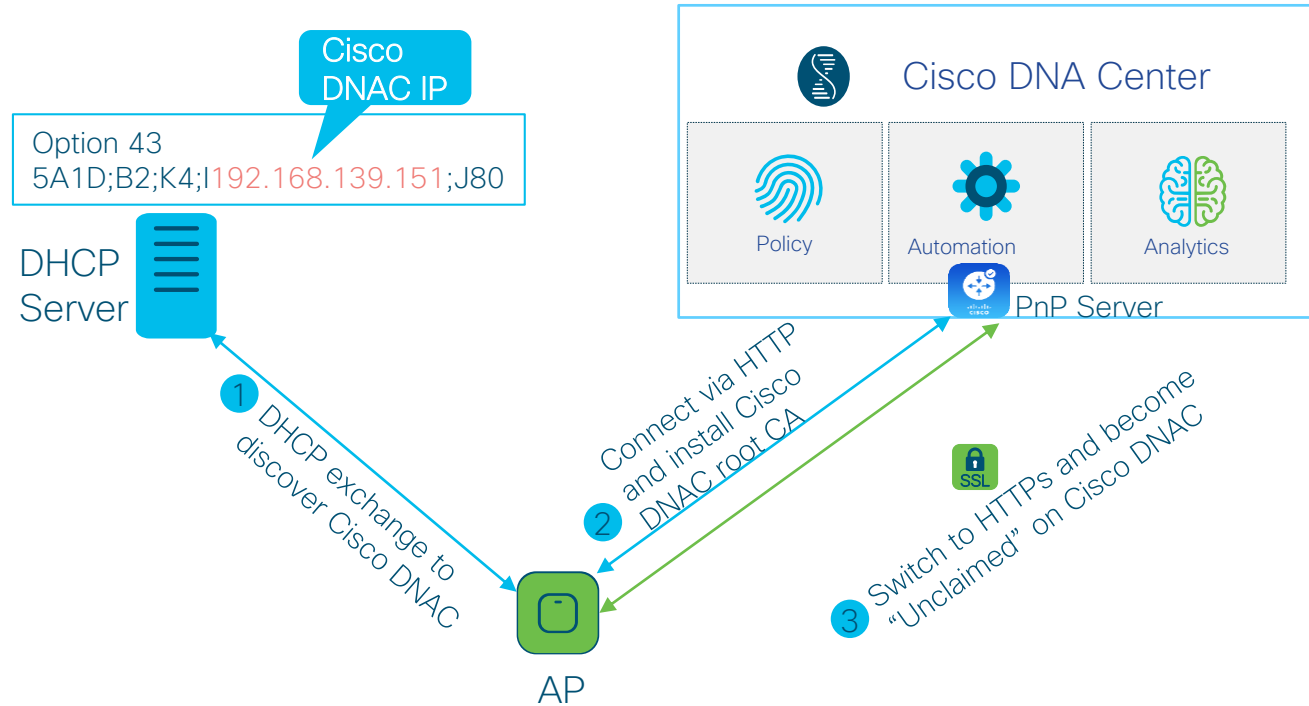 Cisco
DNAC IP
Option 43
5A1D;B2;K4;I192.168.139.151;J80
DHCP
Server
Cisco DNA Center
Policy
Automation
Analytics
CISCO
PnP Server
1
DHCP exchange to
discover Cisco DNAC
2
Connect via HTTP
and install Cisco
DNAC root CA
SSL
3
Switch to HTTPs and become
“Unclaimed” on Cisco DNAC
AP